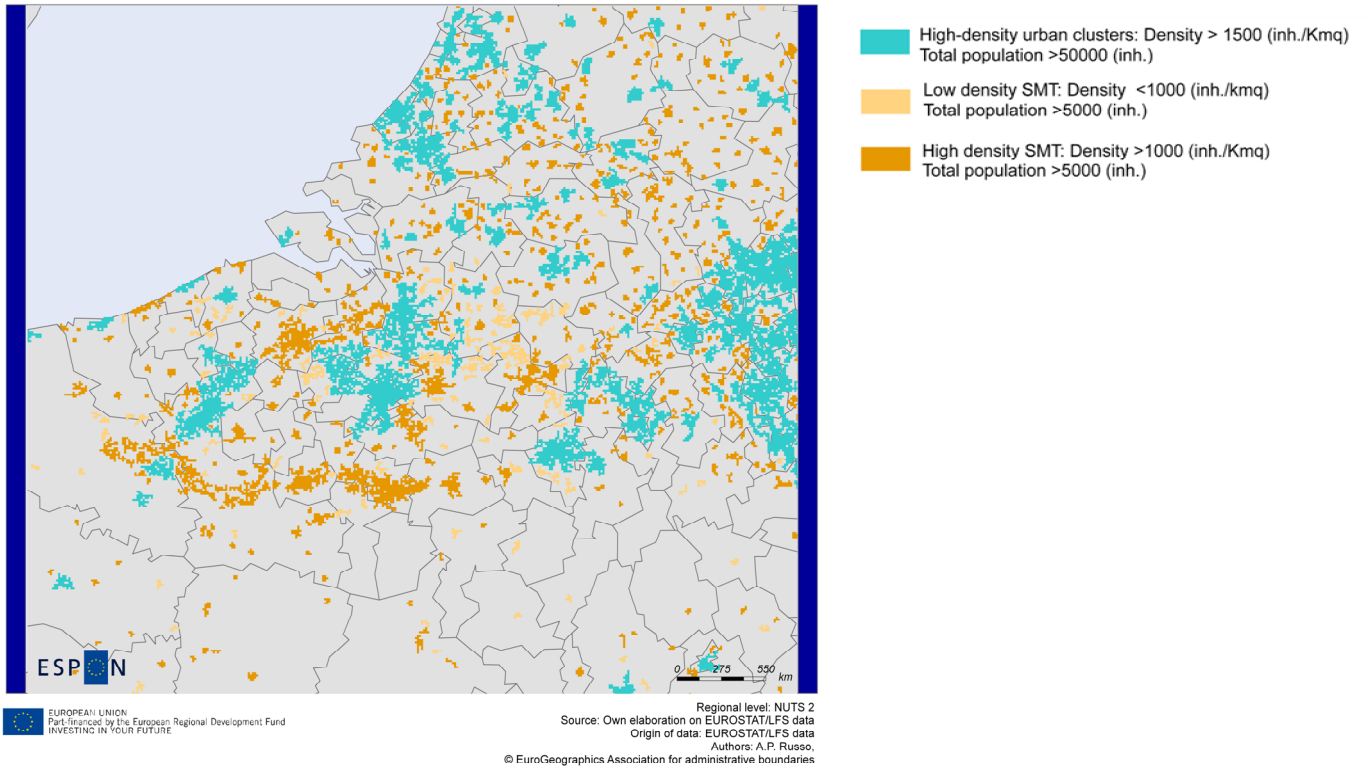 High-density urban clusters: Density > 1500 (inh./Kmq)
Total population >50000 (inh.)
Low density SMT: Density <1000 (inh./kmq)
Total population >5000 (inh.)
High density SMT: Density >1000 (inh./Kmq)
Total population >5000 (inh.)
ESPON
0 275 550
km
EUROPEAN UNION
Part-financed by the European Regional Development Fund
INVESTING IN YOUR FUTURE
Regional level: NUTS 2
Source: Own elaboration on EUROSTAT/LFS data
Origin of data: EUROSTAT/LFS data
Authors: A.P. Russo,
© EuroGeographics Association for administrative boundaries